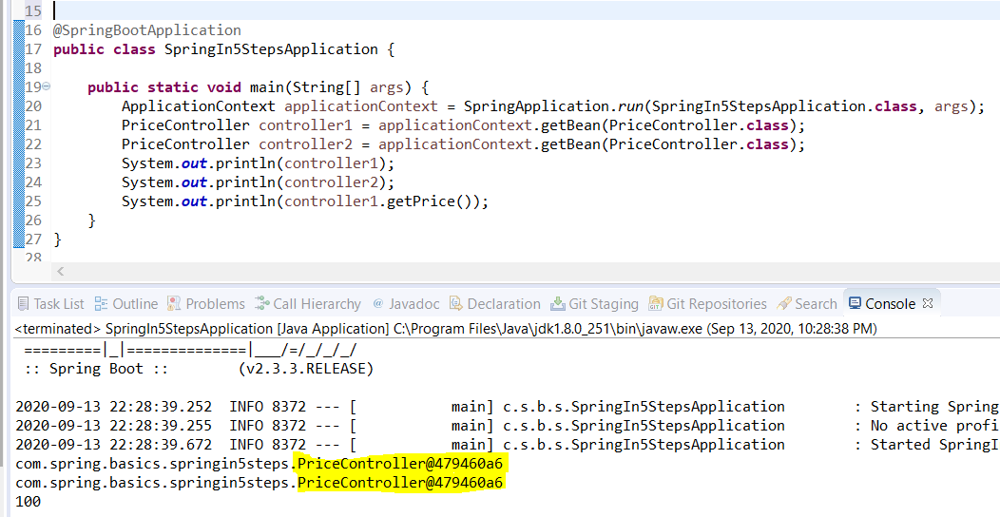 15
16 @SpringBootApplication
17 public class SpringIn5StepsApplication {
18
19 public static void main(String[] args) {
20 ApplicationContext applicationContext = SpringApplication.run(SpringIn5StepsApplication.class, args);
21 PriceController controller1 = applicationContext.getBean(PriceController.class);
22 PriceController controller2 = applicationContext.getBean(PriceController.class);
23 System.out.println(controller1);
24 System.out.println(controller2);
25 System.out.println(controller1.getPrice());
26 }
27 }
28
Task List Outline Problems Call Hierarchy @ Javadoc Declaration Git Staging Git Repositories Search Console
<terminated> SpringIn5StepsApplication [Java Application] C:\Program Files\Java\jdk1.8.0_251\bin\javaw.exe (Sep 13, 2020, 10:28:38 PM)
=========|_|==============|___/=/_/_/_/
:: Spring Boot :: (v2.3.3.RELEASE)
2020-09-13 22:28:39.252 INFO 8372 --- [ main] c.s.b.s.SpringIn5StepsApplication : Starting Spring
2020-09-13 22:28:39.255 INFO 8372 --- [ main] c.s.b.s.SpringIn5StepsApplication : No active profi
2020-09-13 22:28:39.672 INFO 8372 --- [ main] c.s.b.s.SpringIn5StepsApplication : Started SpringI
com.spring.basics.springin5steps.PriceController@479460a6
com.spring.basics.springin5steps.PriceController@479460a6
100